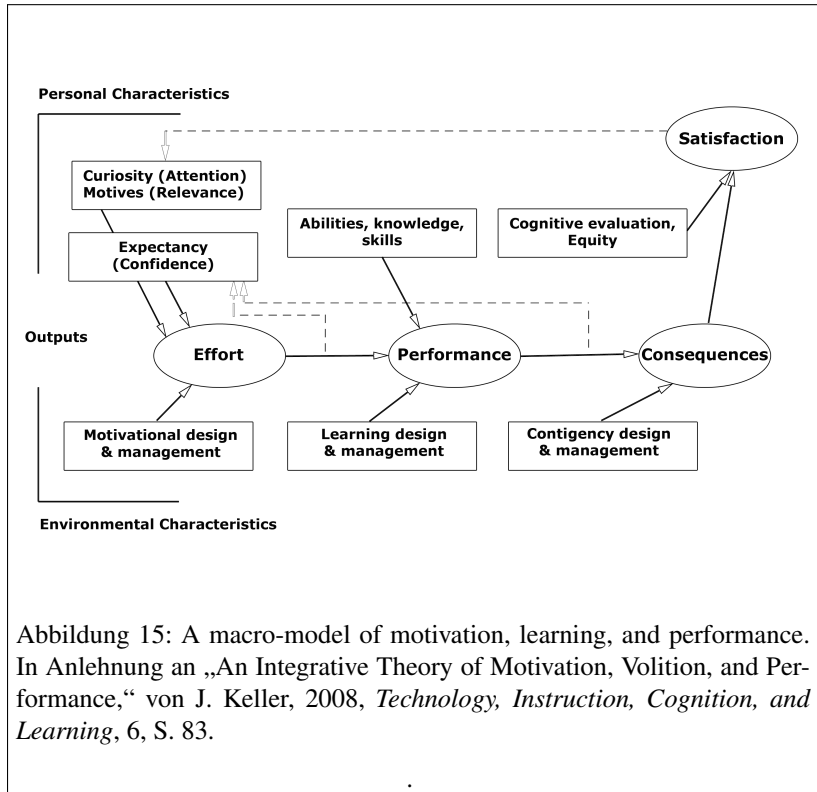 Personal Characteristics
Satisfaction
Curiosity (Attention)
Motives (Relevance)
Abilities, knowledge,
skills
Cognitive evaluation,
Equity
Expectancy
(Confidence)
Outputs
Effort
Performance
Consequences
Motivational design
& management
Learning design
& management
Contigency design
& management
Environmental Characteristics
Abbildung 15: A macro-model of motivation, learning, and performance.
In Anlehnung an „An Integrative Theory of Motivation, Volition, and Per-
formance,“ von J. Keller, 2008, Technology, Instruction, Cognition, and
Learning, 6, S. 83.
.